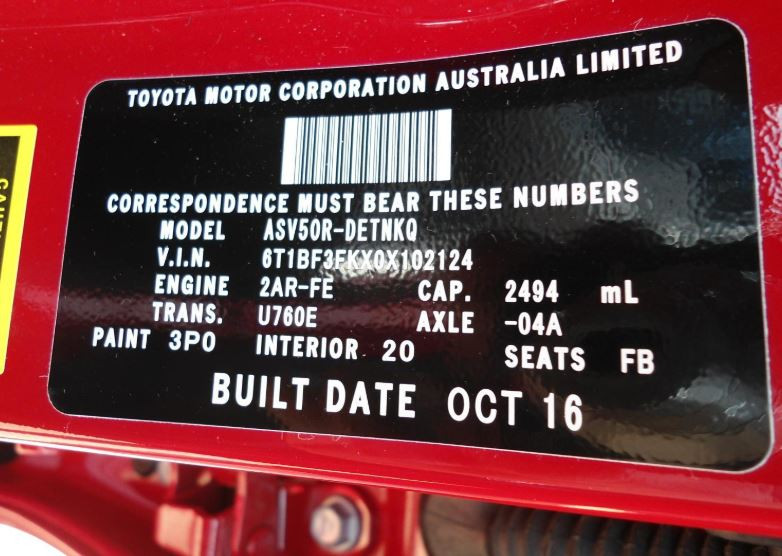 TOYOTA MOTOR CORPORATION AUSTRALIA LIMITED
CORRESPONDENCE MUST BEAR THESE NUMBERS
MODEL ASV50R-DETNKQ
V.I.N. 6T1BF3FKX0X102124
ENGINE 2AR-FE CAP. 2494 mL
TRANS. U760E AXLE -04A
PAINT 3P0 INTERIOR 20 SEATS FB
BUILT DATE OCT 16